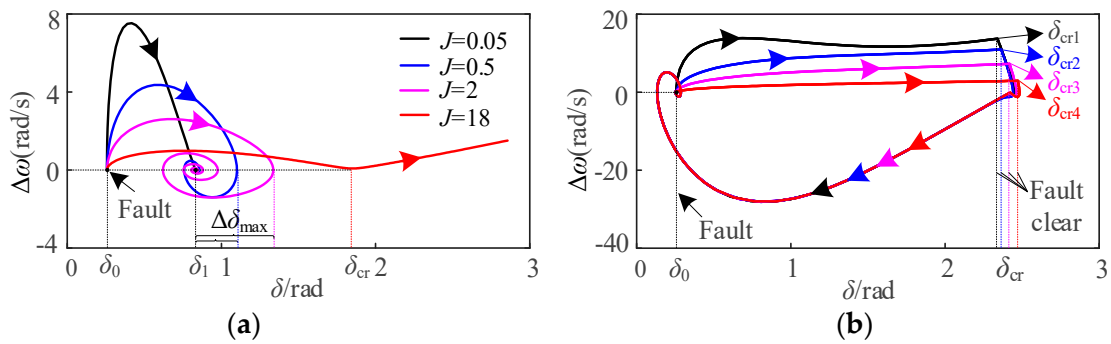 8
4
0
-4
Δω(rad/s)
J=0.05
J=0.5
J=2
J=18
Fault
Δδmax
0 δ0 δ1 1 δcr 2 3
δ/rad
(a)
20
0
-20
-40
Δω(rad/s)
δcr1
δcr2
δcr3
δcr4
Fault
Fault
clear
0 δ0 1 2 δcr 3
δ/rad
(b)